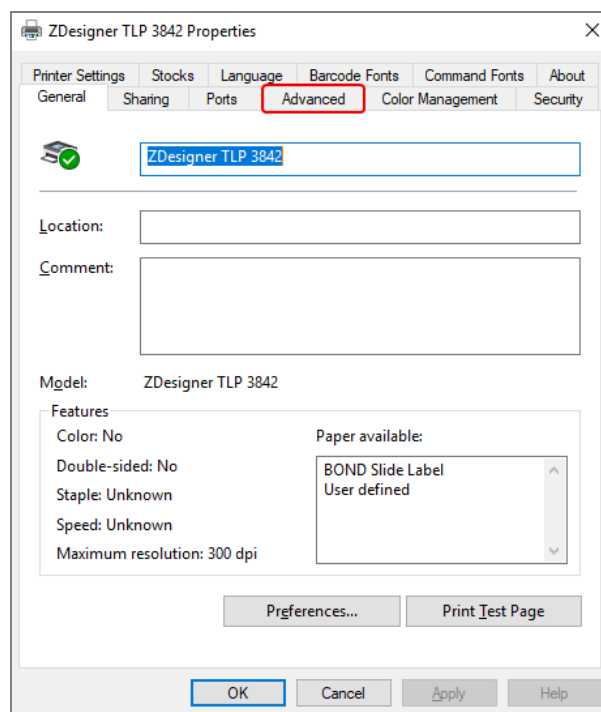 ZDesigner TLP 3842 Properties
Printer Settings Stocks Language Barcode Fonts Command Fonts About
General Sharing Ports Advanced Color Management Security
ZDesigner TLP 3842
Location:
Comment:
Model: ZDesigner TLP 3842
Features
Color: No
Double-sided: No
Staple: Unknown
Speed: Unknown
Maximum resolution: 300 dpi
Paper available:
BOND Slide Label
User defined
Preferences... Print Test Page
OK Cancel Apply Help